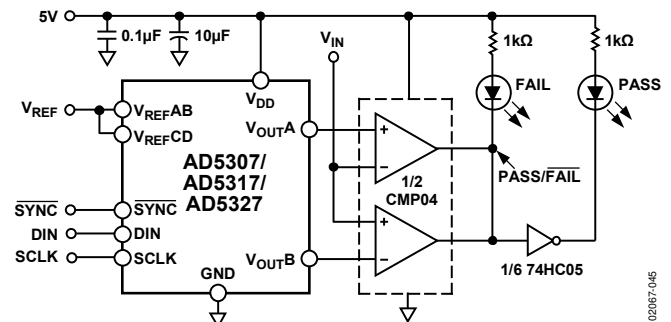 5V
0.1µF
10µF
VIN
1kΩ
1kΩ
FAIL
PASS
VDD
VREF
VREFAB
VREFCD
VOUTA
AD5307/
AD5317/
AD5327
PASS/FAIL
1/2
CMP04
SYNC
SYNC
DIN
DIN
SCLK
SCLK
VOUTB
GND
1/6 74HC05
+
−
+
−
02067-045